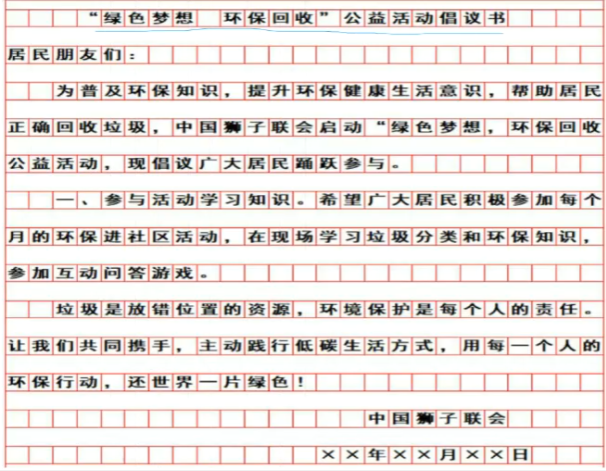 “绿色梦想 环保回收”公益活动倡议书
居民朋友们：
为普及环保知识，提升环保健康生活意识，帮助居民
正确回收垃圾，中国狮子联会启动“绿色梦想，环保回收
公益活动，现倡议广大居民踊跃参与。
一、参与活动学习知识。希望广大居民积极参加每个
月的环保进社区活动，在现场学习垃圾分类和环保知识，
参加互动问答游戏。
垃圾是放错位置的资源，环境保护是每个人的责任。
让我们共同携手，主动践行低碳生活方式，用每一个人的
环保行动，还世界一片绿色！
中国狮子联会
××年××月××日